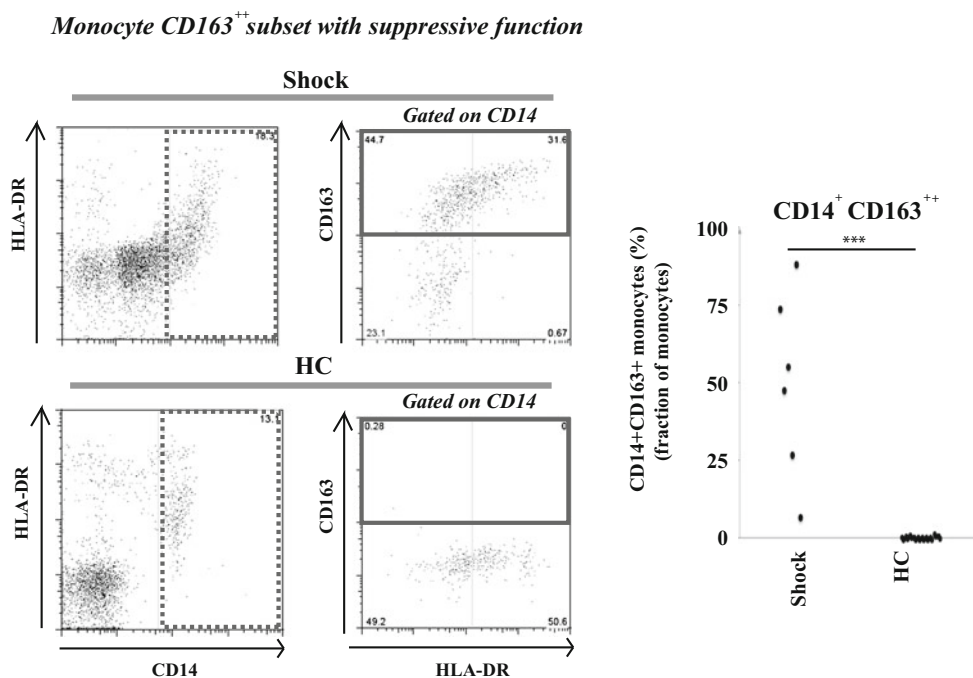 Monocyte CD163++ subset with suppressive function
Shock
Gated on CD14
HLA-DR
18.3
CD163
44.7
31.6
23.1
0.67
HC
Gated on CD14
HLA-DR
13.1
CD163
0.28
0
49.2
50.6
CD14
HLA-DR
CD14+ CD163++
***
CD14+CD163+ monocytes (%)
(fraction of monocytes)
100
75
50
25
0
Shock
HC